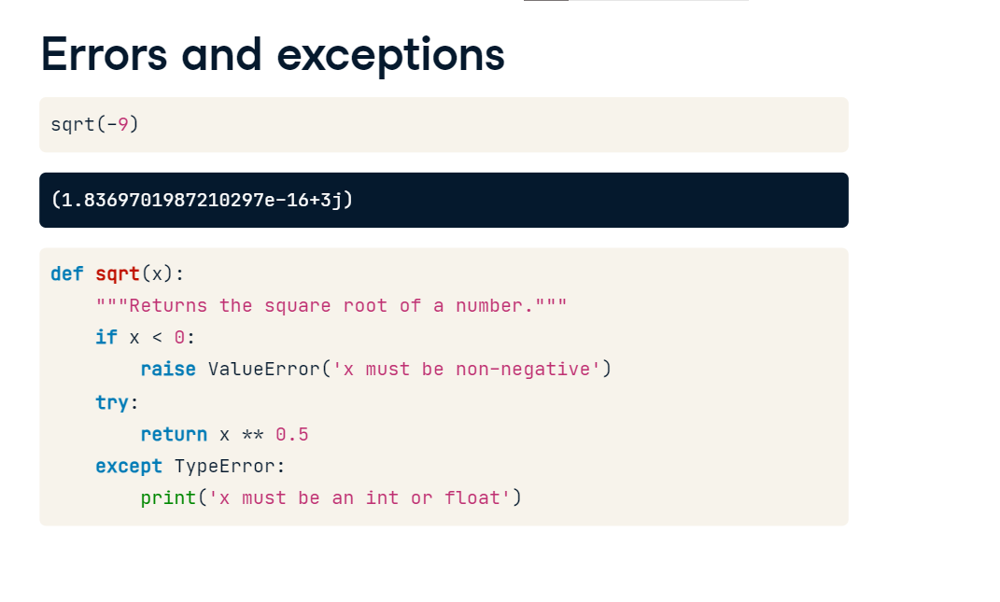 Errors and exceptions
sqrt(-9)
(1.8369701987210297e-16+3j)
def sqrt(x):
    """Returns the square root of a number."""
    if x < 0:
        raise ValueError('x must be non-negative')
    try:
        return x ** 0.5
    except TypeError:
        print('x must be an int or float')